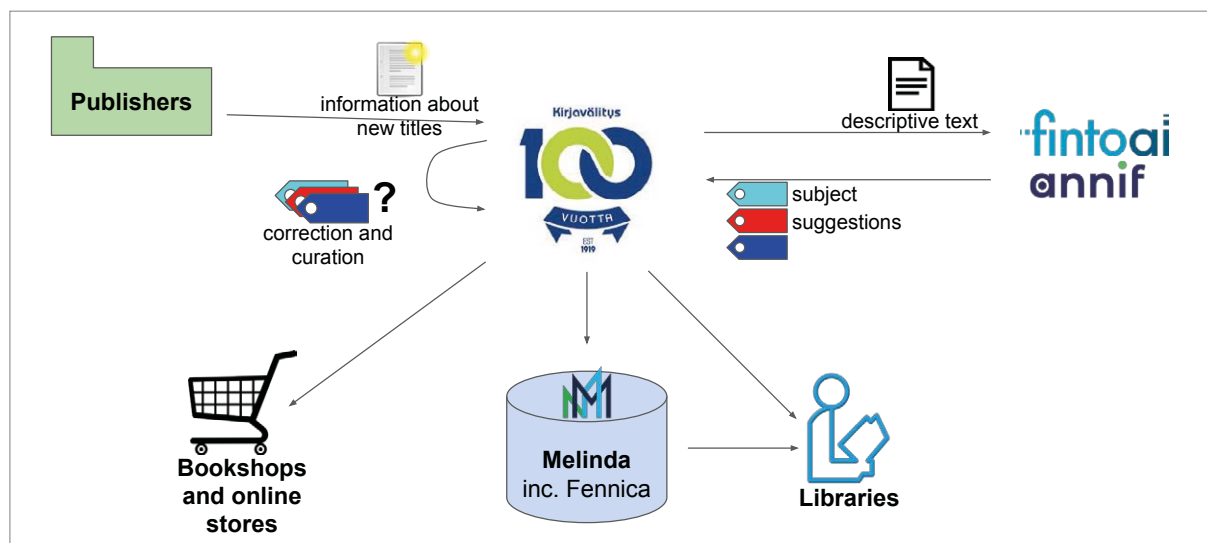 Publishers
information about
new titles
Kirjavälitys
100
VUOTTA
EST
1919
descriptive text
fintoai
annif
subject
suggestions
?
correction and
curation
Bookshops
and online
stores
Melinda
inc. Fennica
Libraries